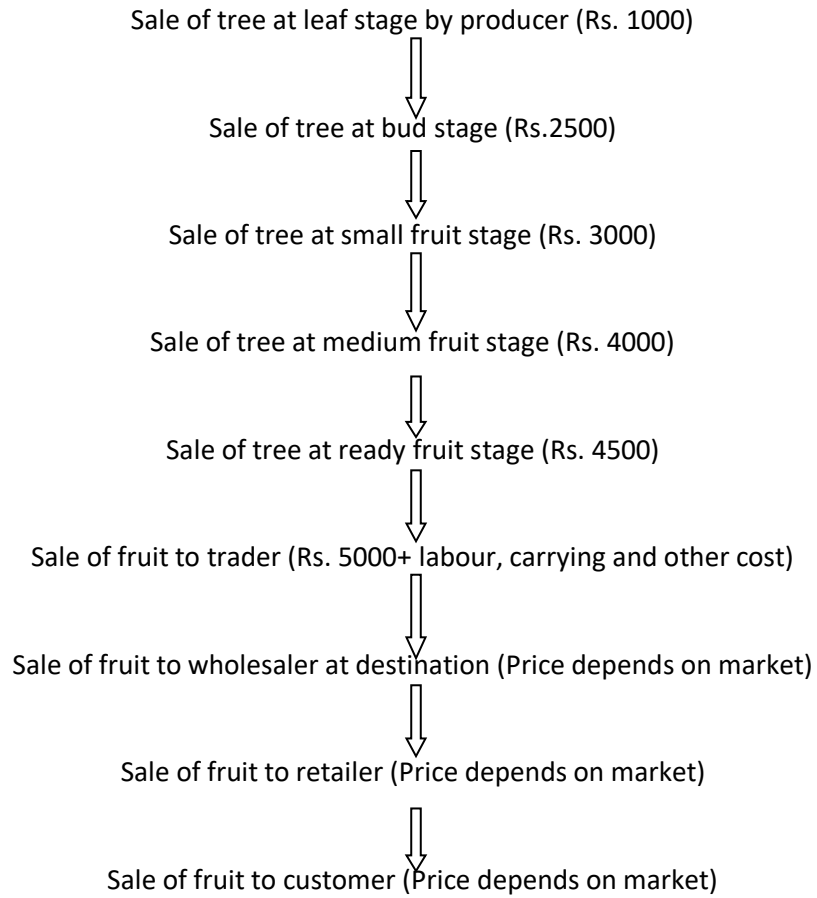 Sale of tree at leaf stage by producer (Rs. 1000)
Sale of tree at bud stage (Rs.2500)
Sale of tree at small fruit stage (Rs. 3000)
Sale of tree at medium fruit stage (Rs. 4000)
Sale of tree at ready fruit stage (Rs. 4500)
Sale of fruit to trader (Rs. 5000+ labour, carrying and other cost)
Sale of fruit to wholesaler at destination (Price depends on market)
Sale of fruit to retailer (Price depends on market)
Sale of fruit to customer (Price depends on market)